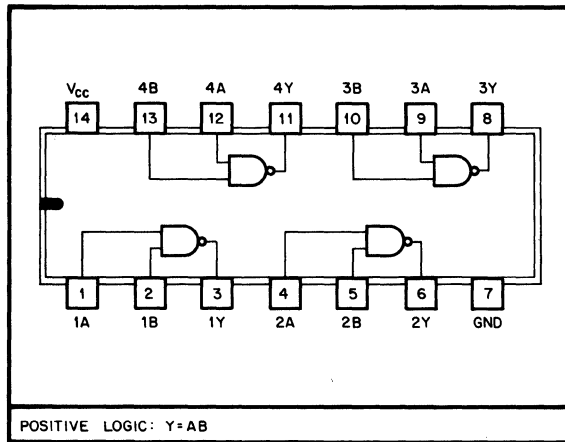 Vcc 4B 4A 4Y 3B 3A 3Y
14 13 12 11 10 9 8
1 2 3 4 5 6 7
1A 1B 1Y 2A 2B 2Y GND
POSITIVE LOGIC: Y=AB